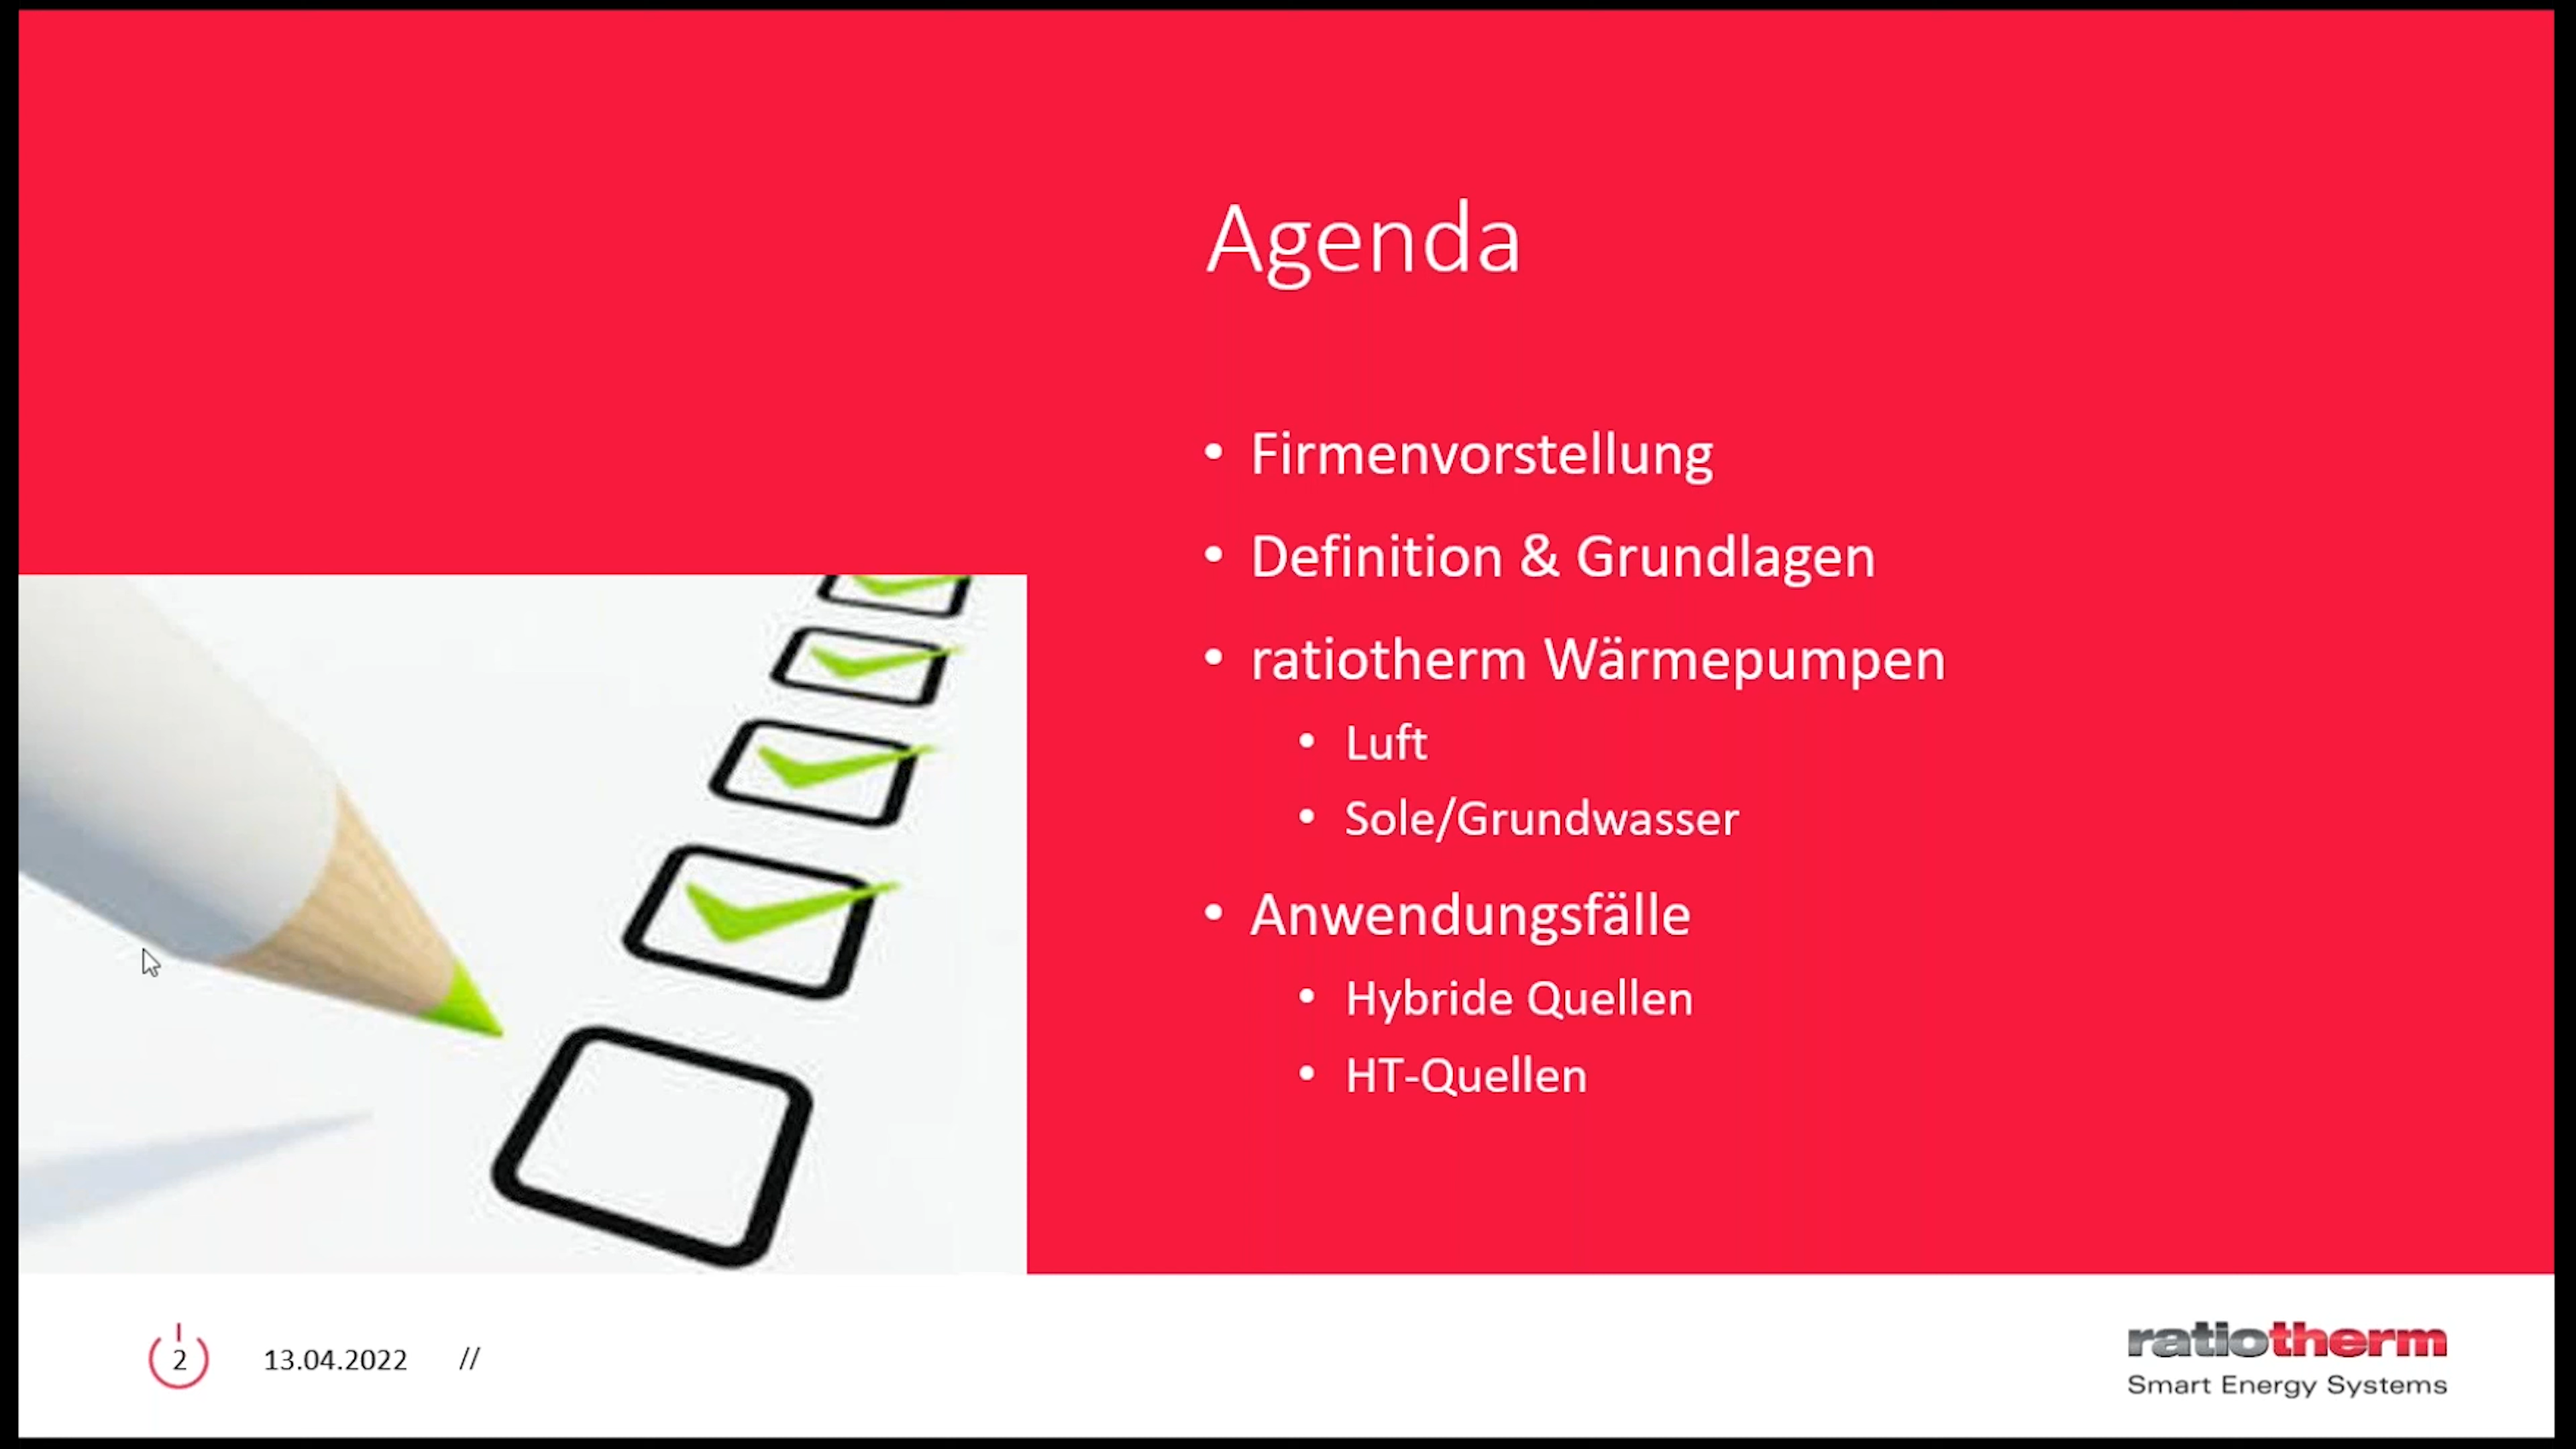 Agenda
• Firmenvorstellung
• Definition & Grundlagen
• ratiotherm Wärmepumpen
• Luft
• Sole/Grundwasser
• Anwendungsfälle
• Hybride Quellen
• HT-Quellen
2 13.04.2022 //
ratiotherm
Smart Energy Systems